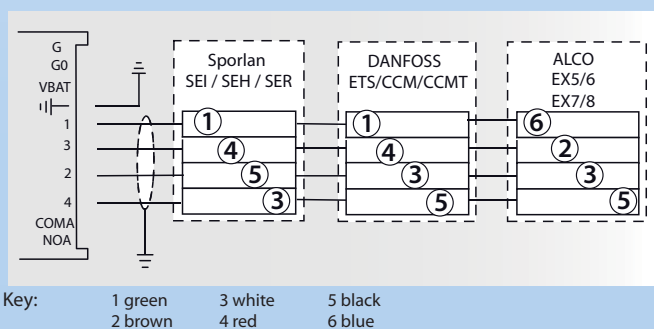 G
G0
VBAT
1
3
2
4
COMA
NOA
Sporlan
SEI / SEH / SER
1
4
5
3
DANFOSS
ETS/CCM/CCMT
1
4
3
5
ALCO
EX5/6
EX7/8
6
2
3
5
Key: 1 green 3 white 5 black
2 brown 4 red 6 blue